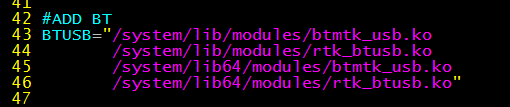 41
42 #ADD BT
43 BTUSB="/system/lib/modules/btmtk_usb.ko
44 /system/lib/modules/rtk_btusb.ko
45 /system/lib64/modules/btmtk_usb.ko
46 /system/lib64/modules/rtk_btusb.ko"
47